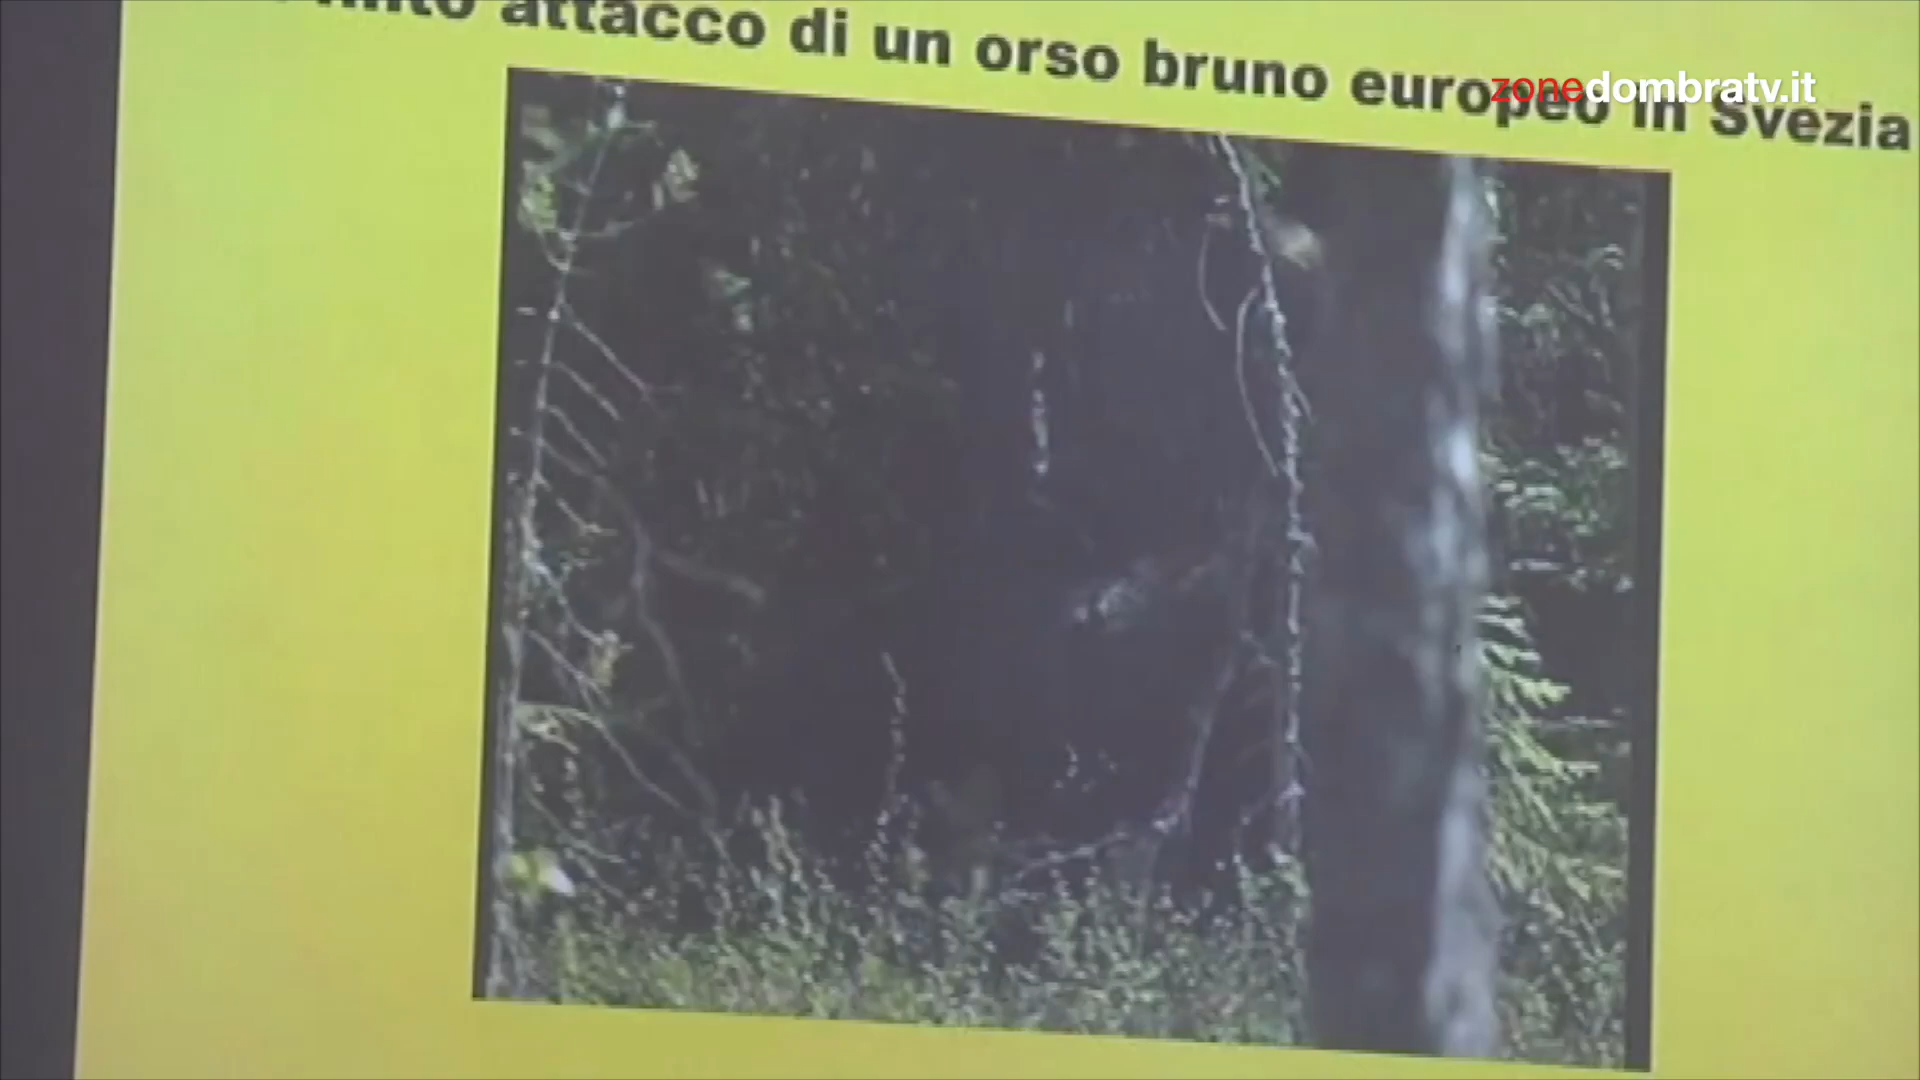 attacco di un orso bruno europeo in Svezia
zonedombratv.it